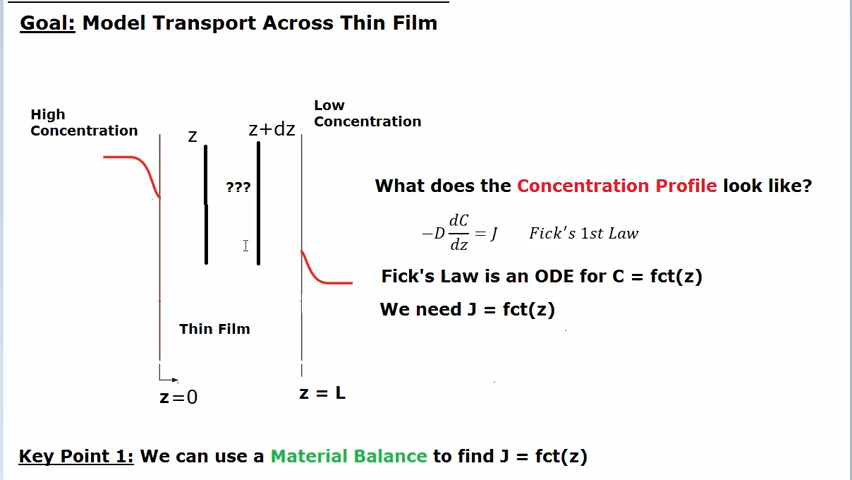 Goal: Model Transport Across Thin Film
High
Concentration
z
z+dz
Low
Concentration
???
What does the Concentration Profile look like?
−D dC/dz = J Fick's 1st Law
Fick's Law is an ODE for C = fct(z)
We need J = fct(z)
Thin Film
z=0
z = L
Key Point 1: We can use a Material Balance to find J = fct(z)